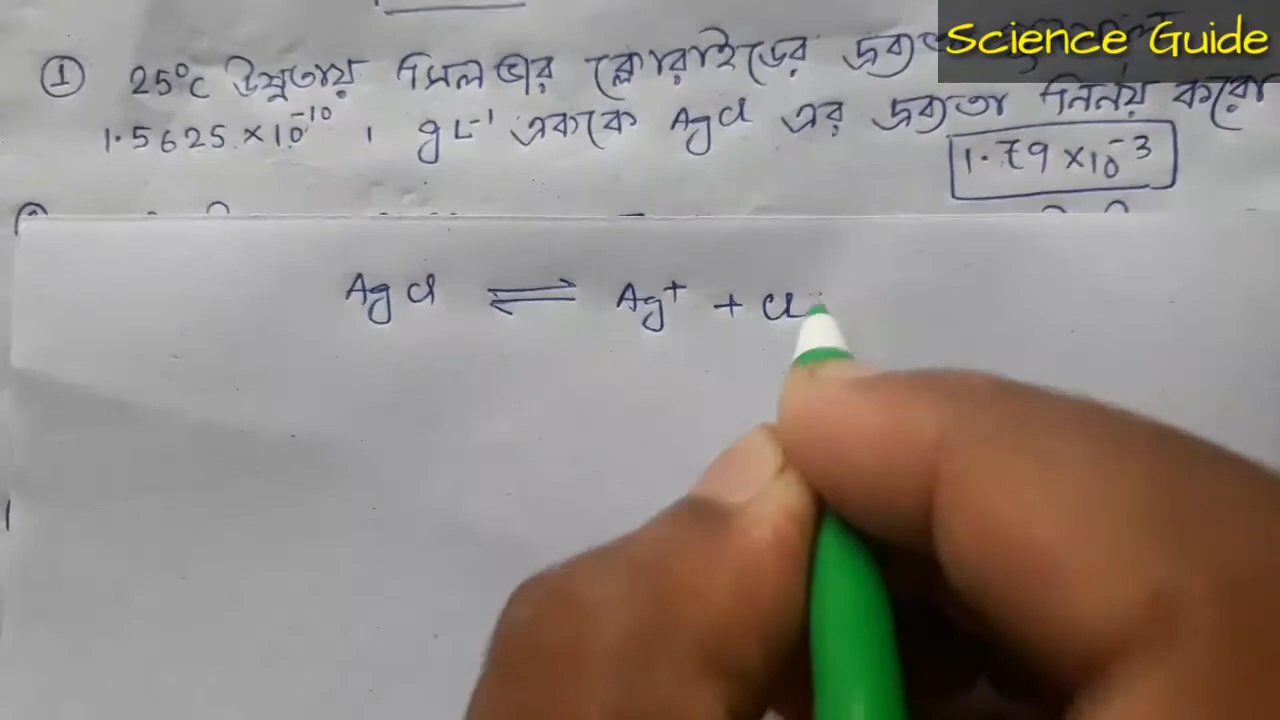 Science Guide
① 25°C উষ্ণতায় সিলভার ক্লোরাইডের
1.5625 × 10⁻¹⁰ । gL⁻¹ এককে AgCl এর দ্রাব্যতা নির্ণয় করো
1.79 × 10⁻³
AgCl ⇌ Ag⁺ + Cl